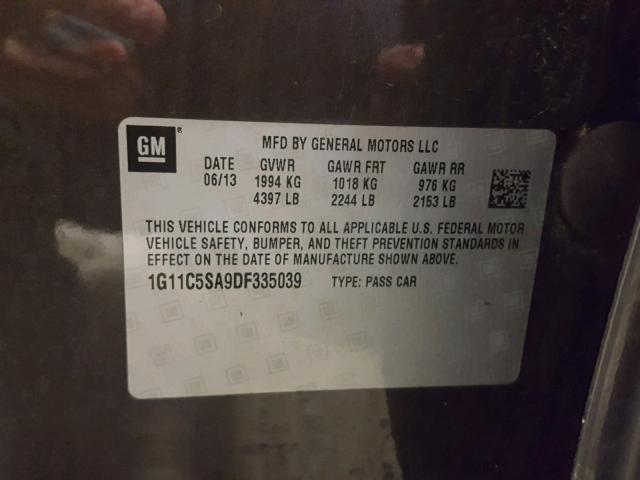 GM ®
MFD BY GENERAL MOTORS LLC
DATE GVWR GAWR FRT GAWR RR
06/13 1994 KG 1018 KG 976 KG
4397 LB 2244 LB 2153 LB
THIS VEHICLE CONFORMS TO ALL APPLICABLE U.S. FEDERAL MOTOR
VEHICLE SAFETY, BUMPER, AND THEFT PREVENTION STANDARDS IN
EFFECT ON THE DATE OF MANUFACTURE SHOWN ABOVE.
1G11C5SA9DF335039 TYPE: PASS CAR